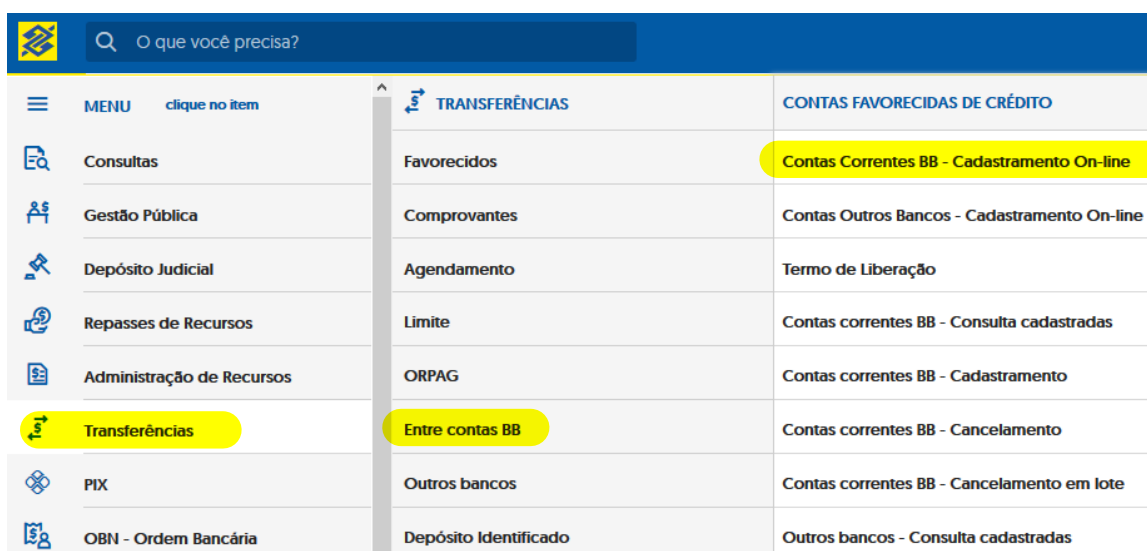 O que você precisa?
MENU clique no item
Consultas
Gestão Pública
Depósito Judicial
Repasses de Recursos
Administração de Recursos
Transferências
PIX
OBN - Ordem Bancária
TRANSFERÊNCIAS
Favorecidos
Comprovantes
Agendamento
Limite
ORPAG
Entre contas BB
Outros bancos
Depósito Identificado
CONTAS FAVORECIDAS DE CRÉDITO
Contas Correntes BB - Cadastramento On-line
Contas Outros Bancos - Cadastramento On-line
Termo de Liberação
Contas correntes BB - Consulta cadastradas
Contas correntes BB - Cadastramento
Contas correntes BB - Cancelamento
Contas correntes BB - Cancelamento em lote
Outros bancos - Consulta cadastradas